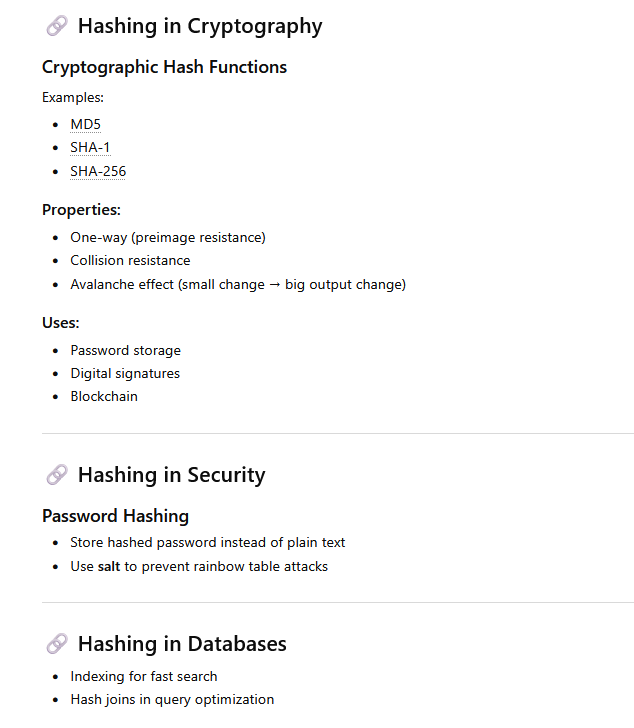 Hashing in Cryptography
Cryptographic Hash Functions
Examples:
MD5
SHA-1
SHA-256
Properties:
One-way (preimage resistance)
Collision resistance
Avalanche effect (small change → big output change)
Uses:
Password storage
Digital signatures
Blockchain
Hashing in Security
Password Hashing
Store hashed password instead of plain text
Use salt to prevent rainbow table attacks
Hashing in Databases
Indexing for fast search
Hash joins in query optimization